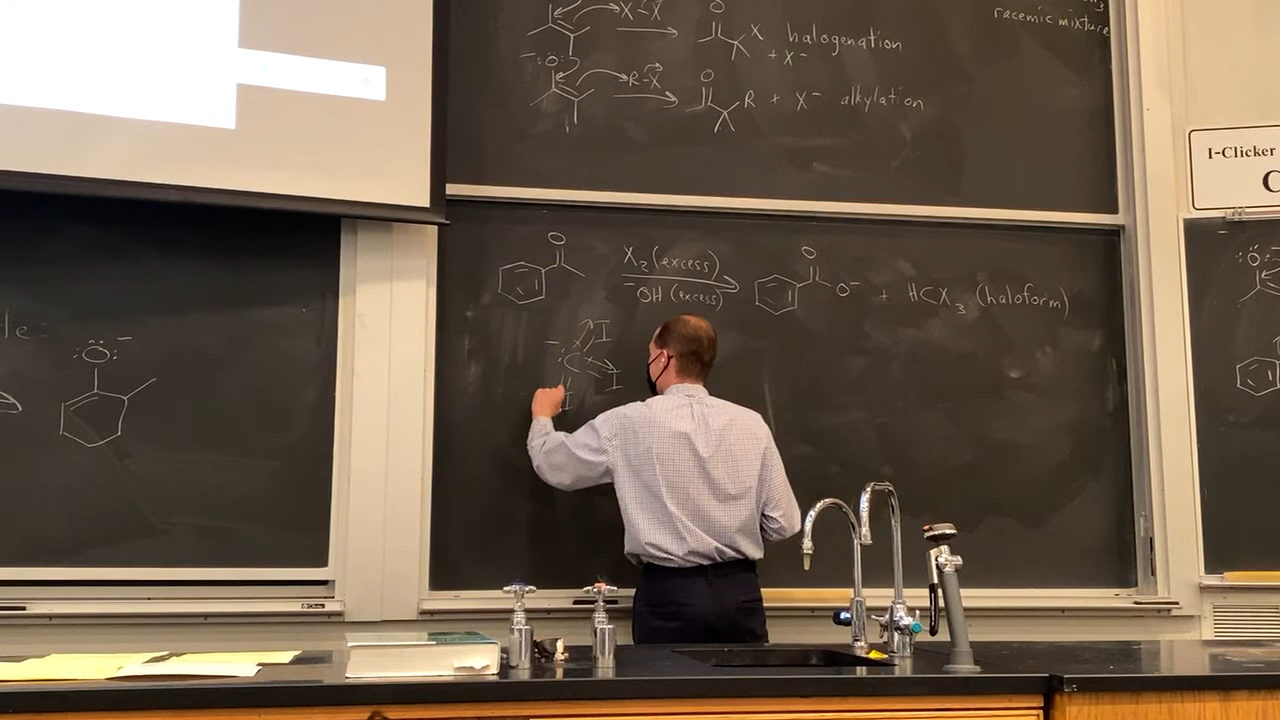 racemic mixture
X-X
O
X
halogenation
+ X⁻
⁻:Ö:
R-X
O
R + X⁻ alkylation
I-Clicker
C
O
X₂ (excess)
⁻OH (excess)
O
O⁻ + HCX₃ (haloform)
⁻:C
I
I
I
:Ö:⁻
:Ö